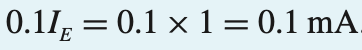 0.1I_E = 0.1 × 1 = 0.1 mA.